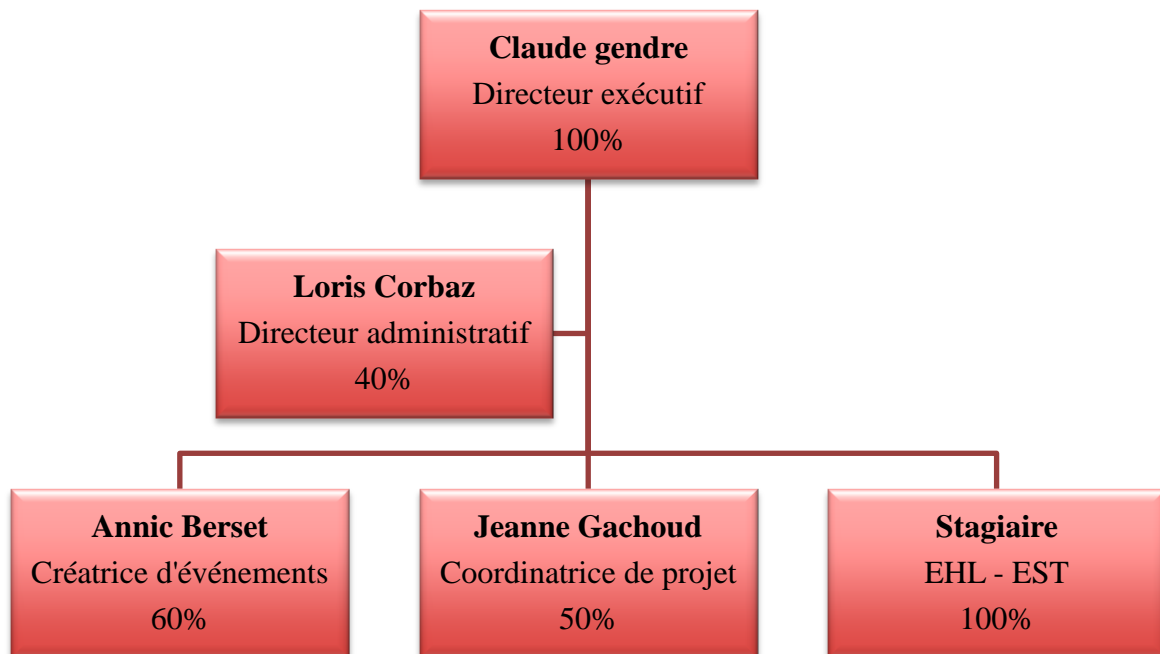 Claude gendre
Directeur exécutif
100%
Loris Corbaz
Directeur administratif
40%
Annic Berset
Créatrice d'événements
60%
Jeanne Gachoud
Coordinatrice de projet
50%
Stagiaire
EHL - EST
100%